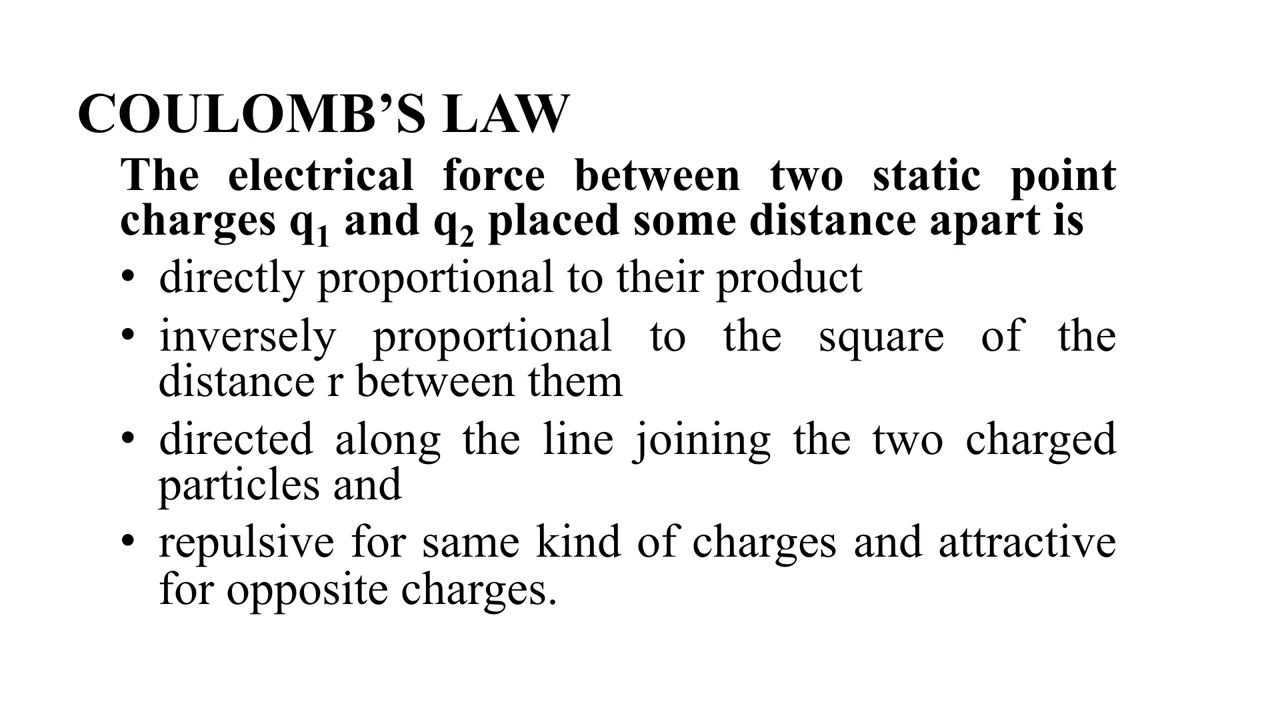 COULOMB’S LAW
The electrical force between two static point
charges q₁ and q₂ placed some distance apart is
• directly proportional to their product
• inversely proportional to the square of the
distance r between them
• directed along the line joining the two charged
particles and
• repulsive for same kind of charges and attractive
for opposite charges.